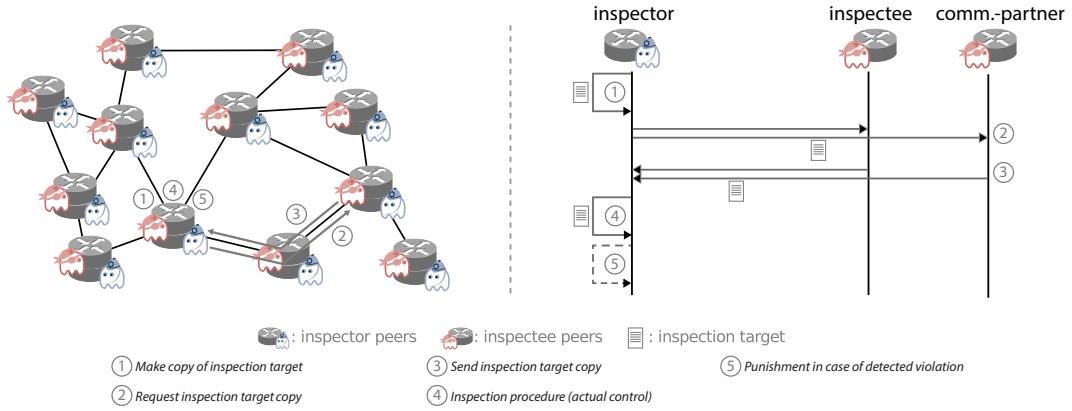 inspector inspectee comm.-partner
1
2
3
4
5
1 4 5
3
2
: inspector peers : inspectee peers : inspection target
1 Make copy of inspection target 3 Send inspection target copy 5 Punishment in case of detected violation
2 Request inspection target copy 4 Inspection procedure (actual control)